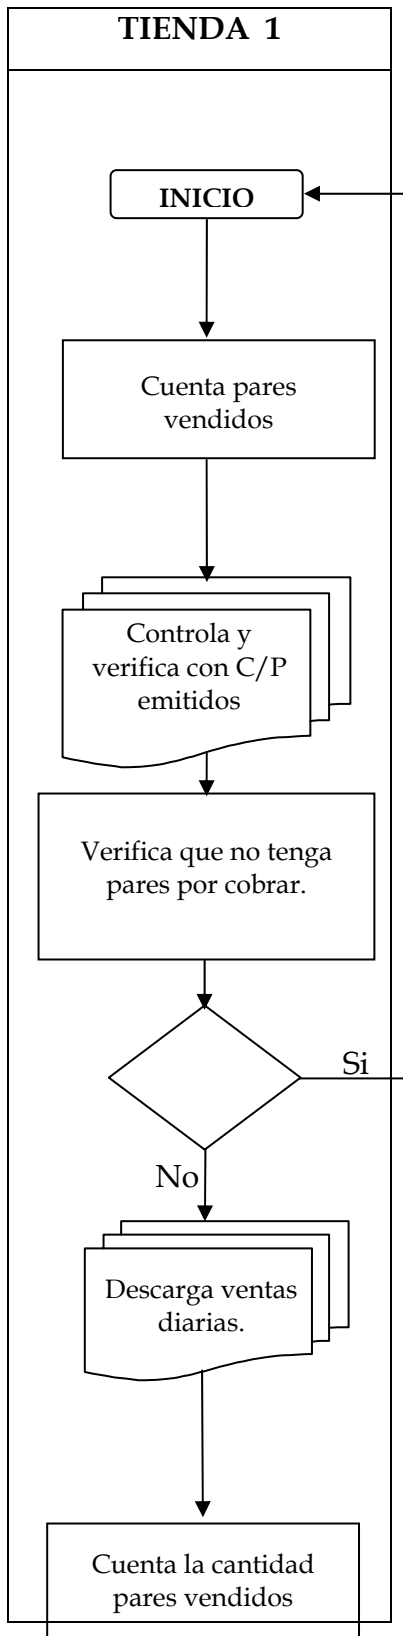 TIENDA 1
INICIO
Cuenta pares
vendidos
Controla y
verifica con C/P
emitidos
Verifica que no tenga
pares por cobrar.
Si
No
Descarga ventas
diarias.
Cuenta la cantidad
pares vendidos